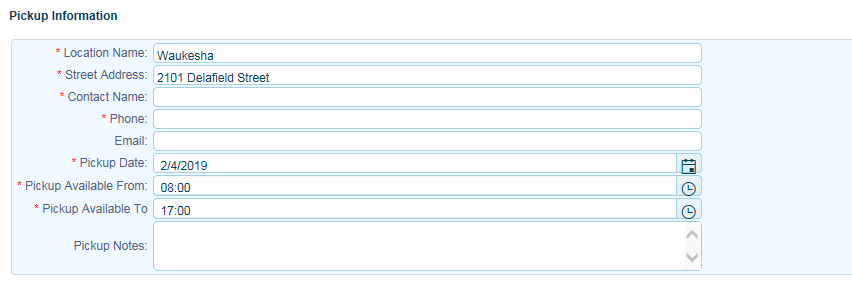 Pickup Information
* Location Name: Waukesha
* Street Address: 2101 Delafield Street
* Contact Name:
* Phone:
Email:
* Pickup Date: 2/4/2019
* Pickup Available From: 08:00
* Pickup Available To 17:00
Pickup Notes: